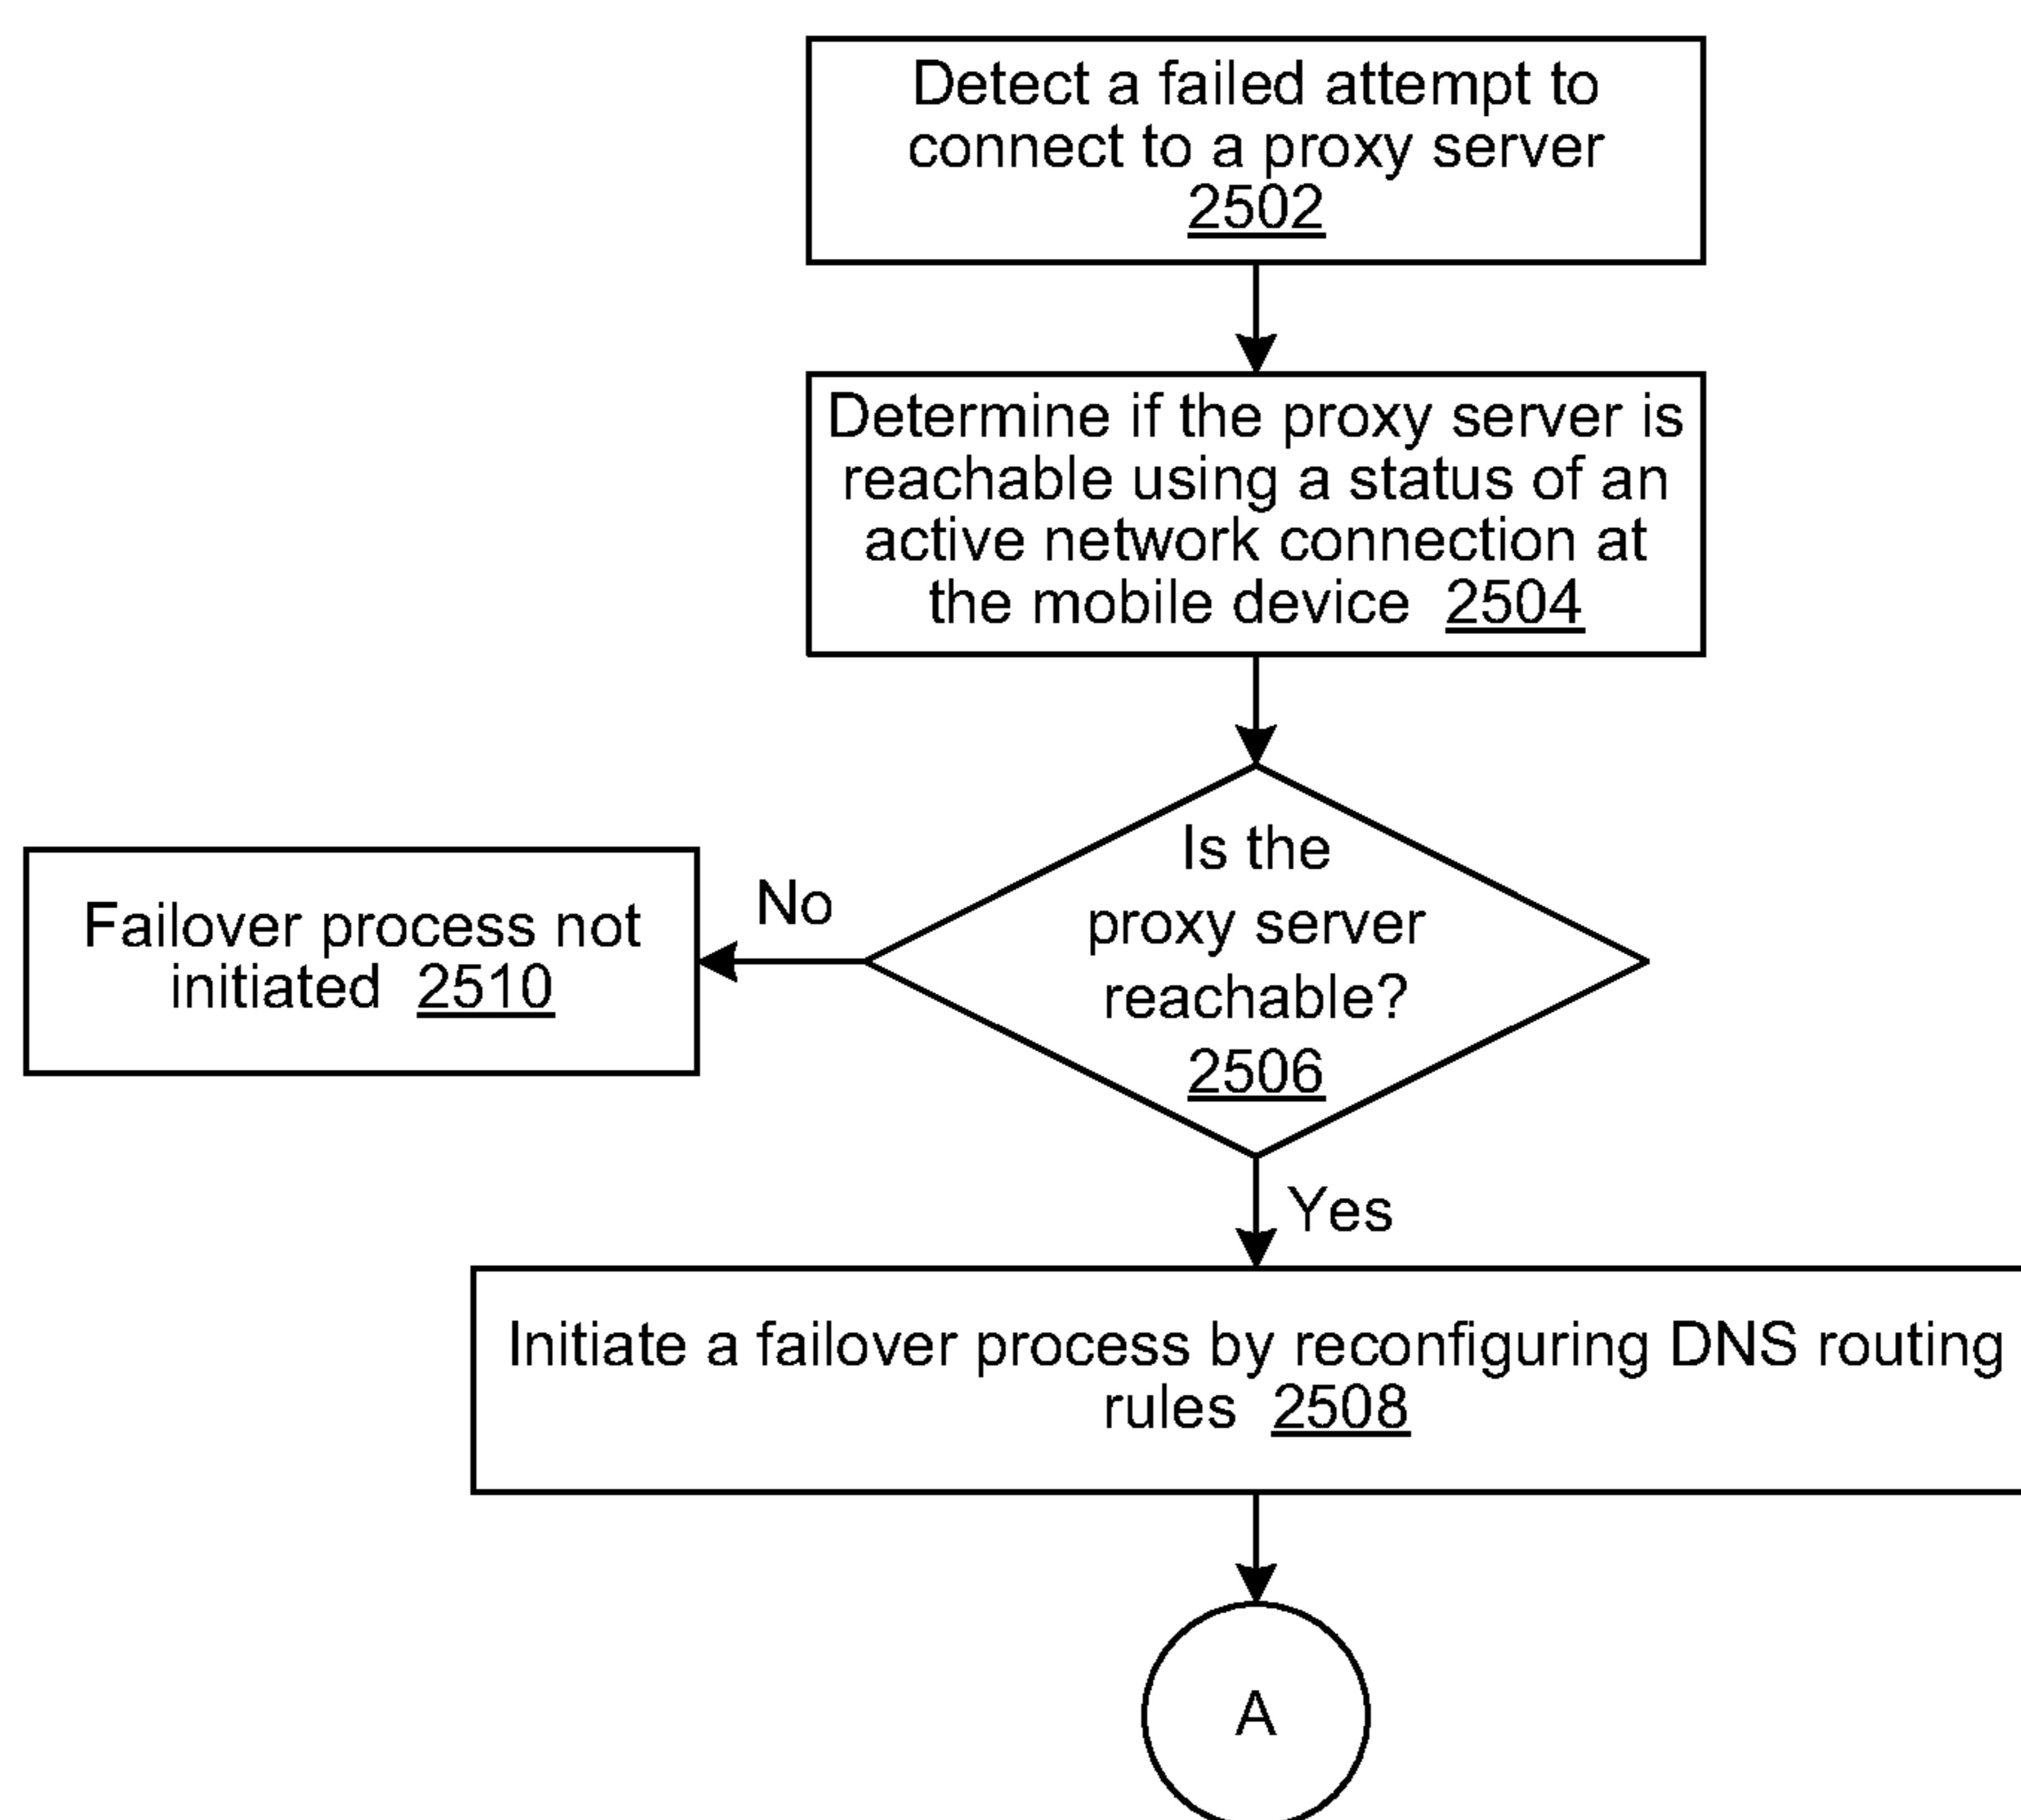 Detect a failed attempt to
connect to a proxy server
2502
Determine if the proxy server is
reachable using a status of an
active network connection at
the mobile device 2504
Is the
proxy server
reachable?
2506
No
Failover process not
initiated 2510
Yes
Initiate a failover process by reconfiguring DNS routing
rules 2508
A